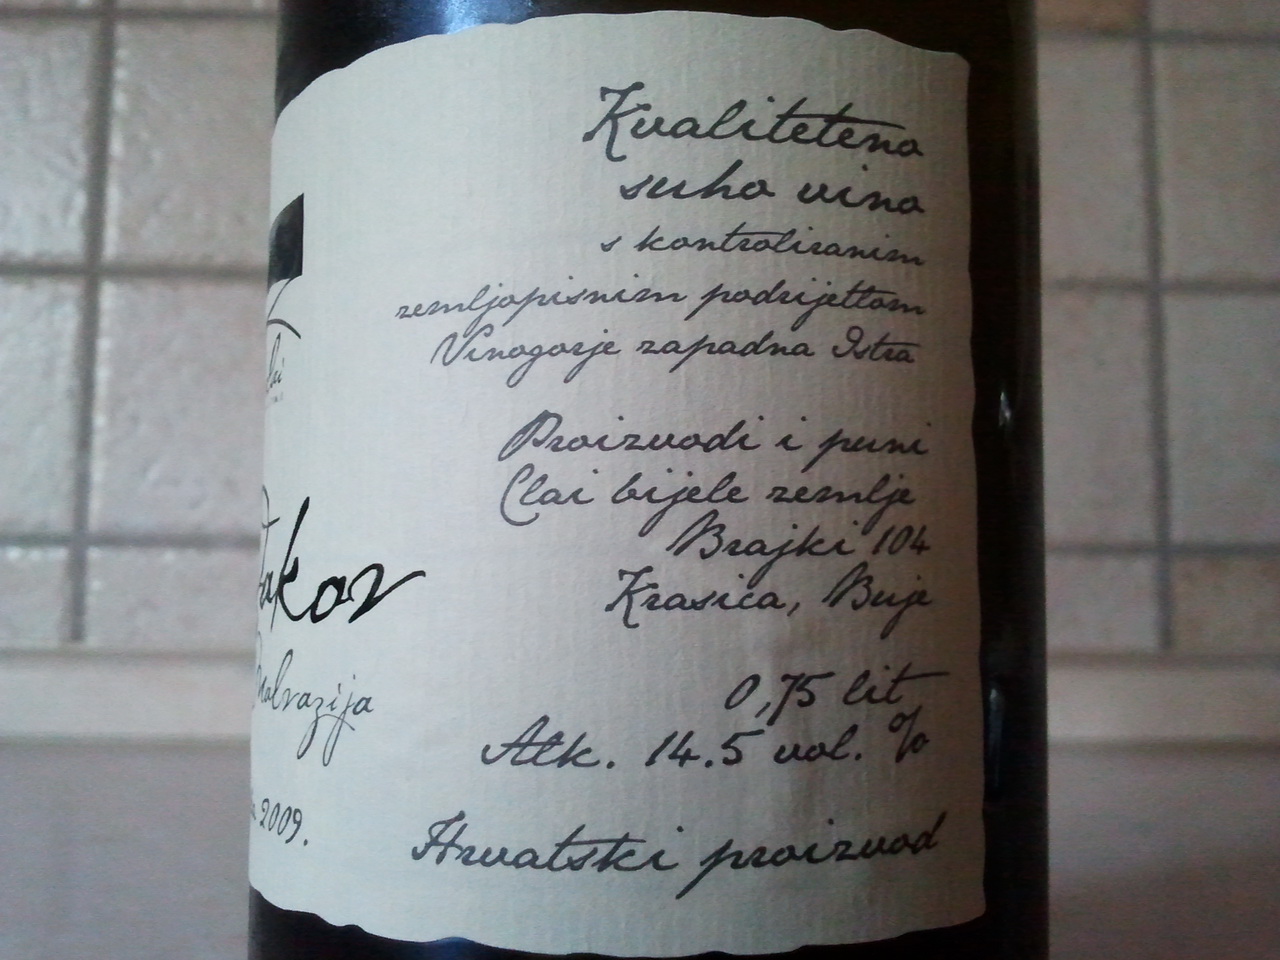 Kvalitetno
suho vino
s kontroliranim
zemljopisnim podrijetlom
Vinogorje zapadna Istra
Proizvodi i puni
Clai bijele zemlje
Brajki 104
Krasica, Buje
0,75 lit
Alk. 14.5 vol. %
Hrvatski proizvod
Malvazija
2009.